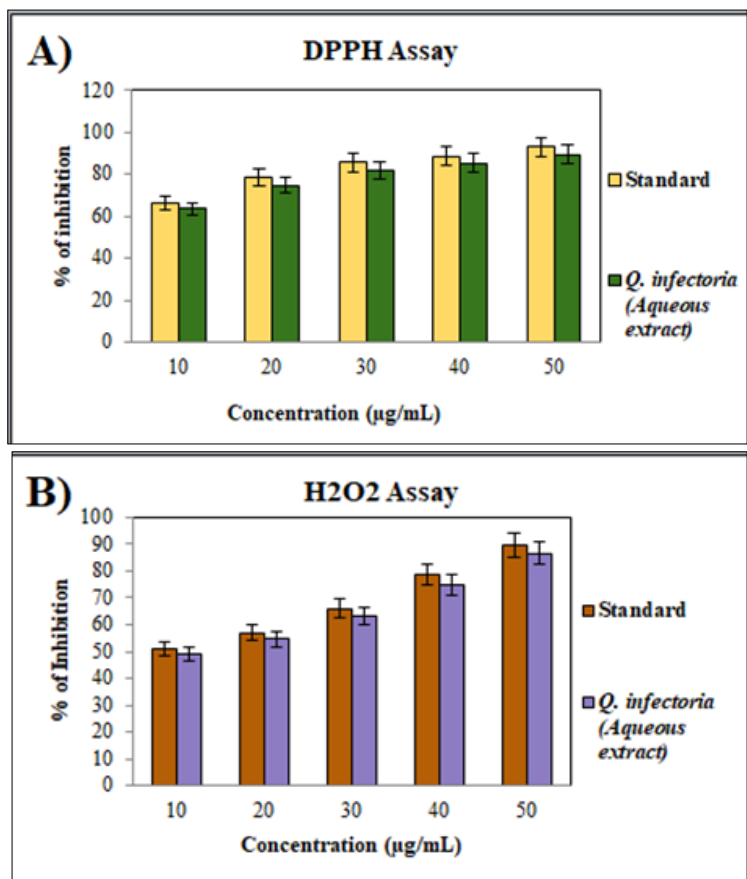 A)
DPPH Assay
% of inhibition
120
100
80
60
40
20
0
10 20 30 40 50
Concentration (µg/mL)
Standard
Q. infectoria
(Aqueous
extract)
B)
H2O2 Assay
% of Inhibition
100
90
80
70
60
50
40
30
20
10
0
10 20 30 40 50
Concentration (µg/mL)
Standard
Q. infectoria
(Aqueous
extract)